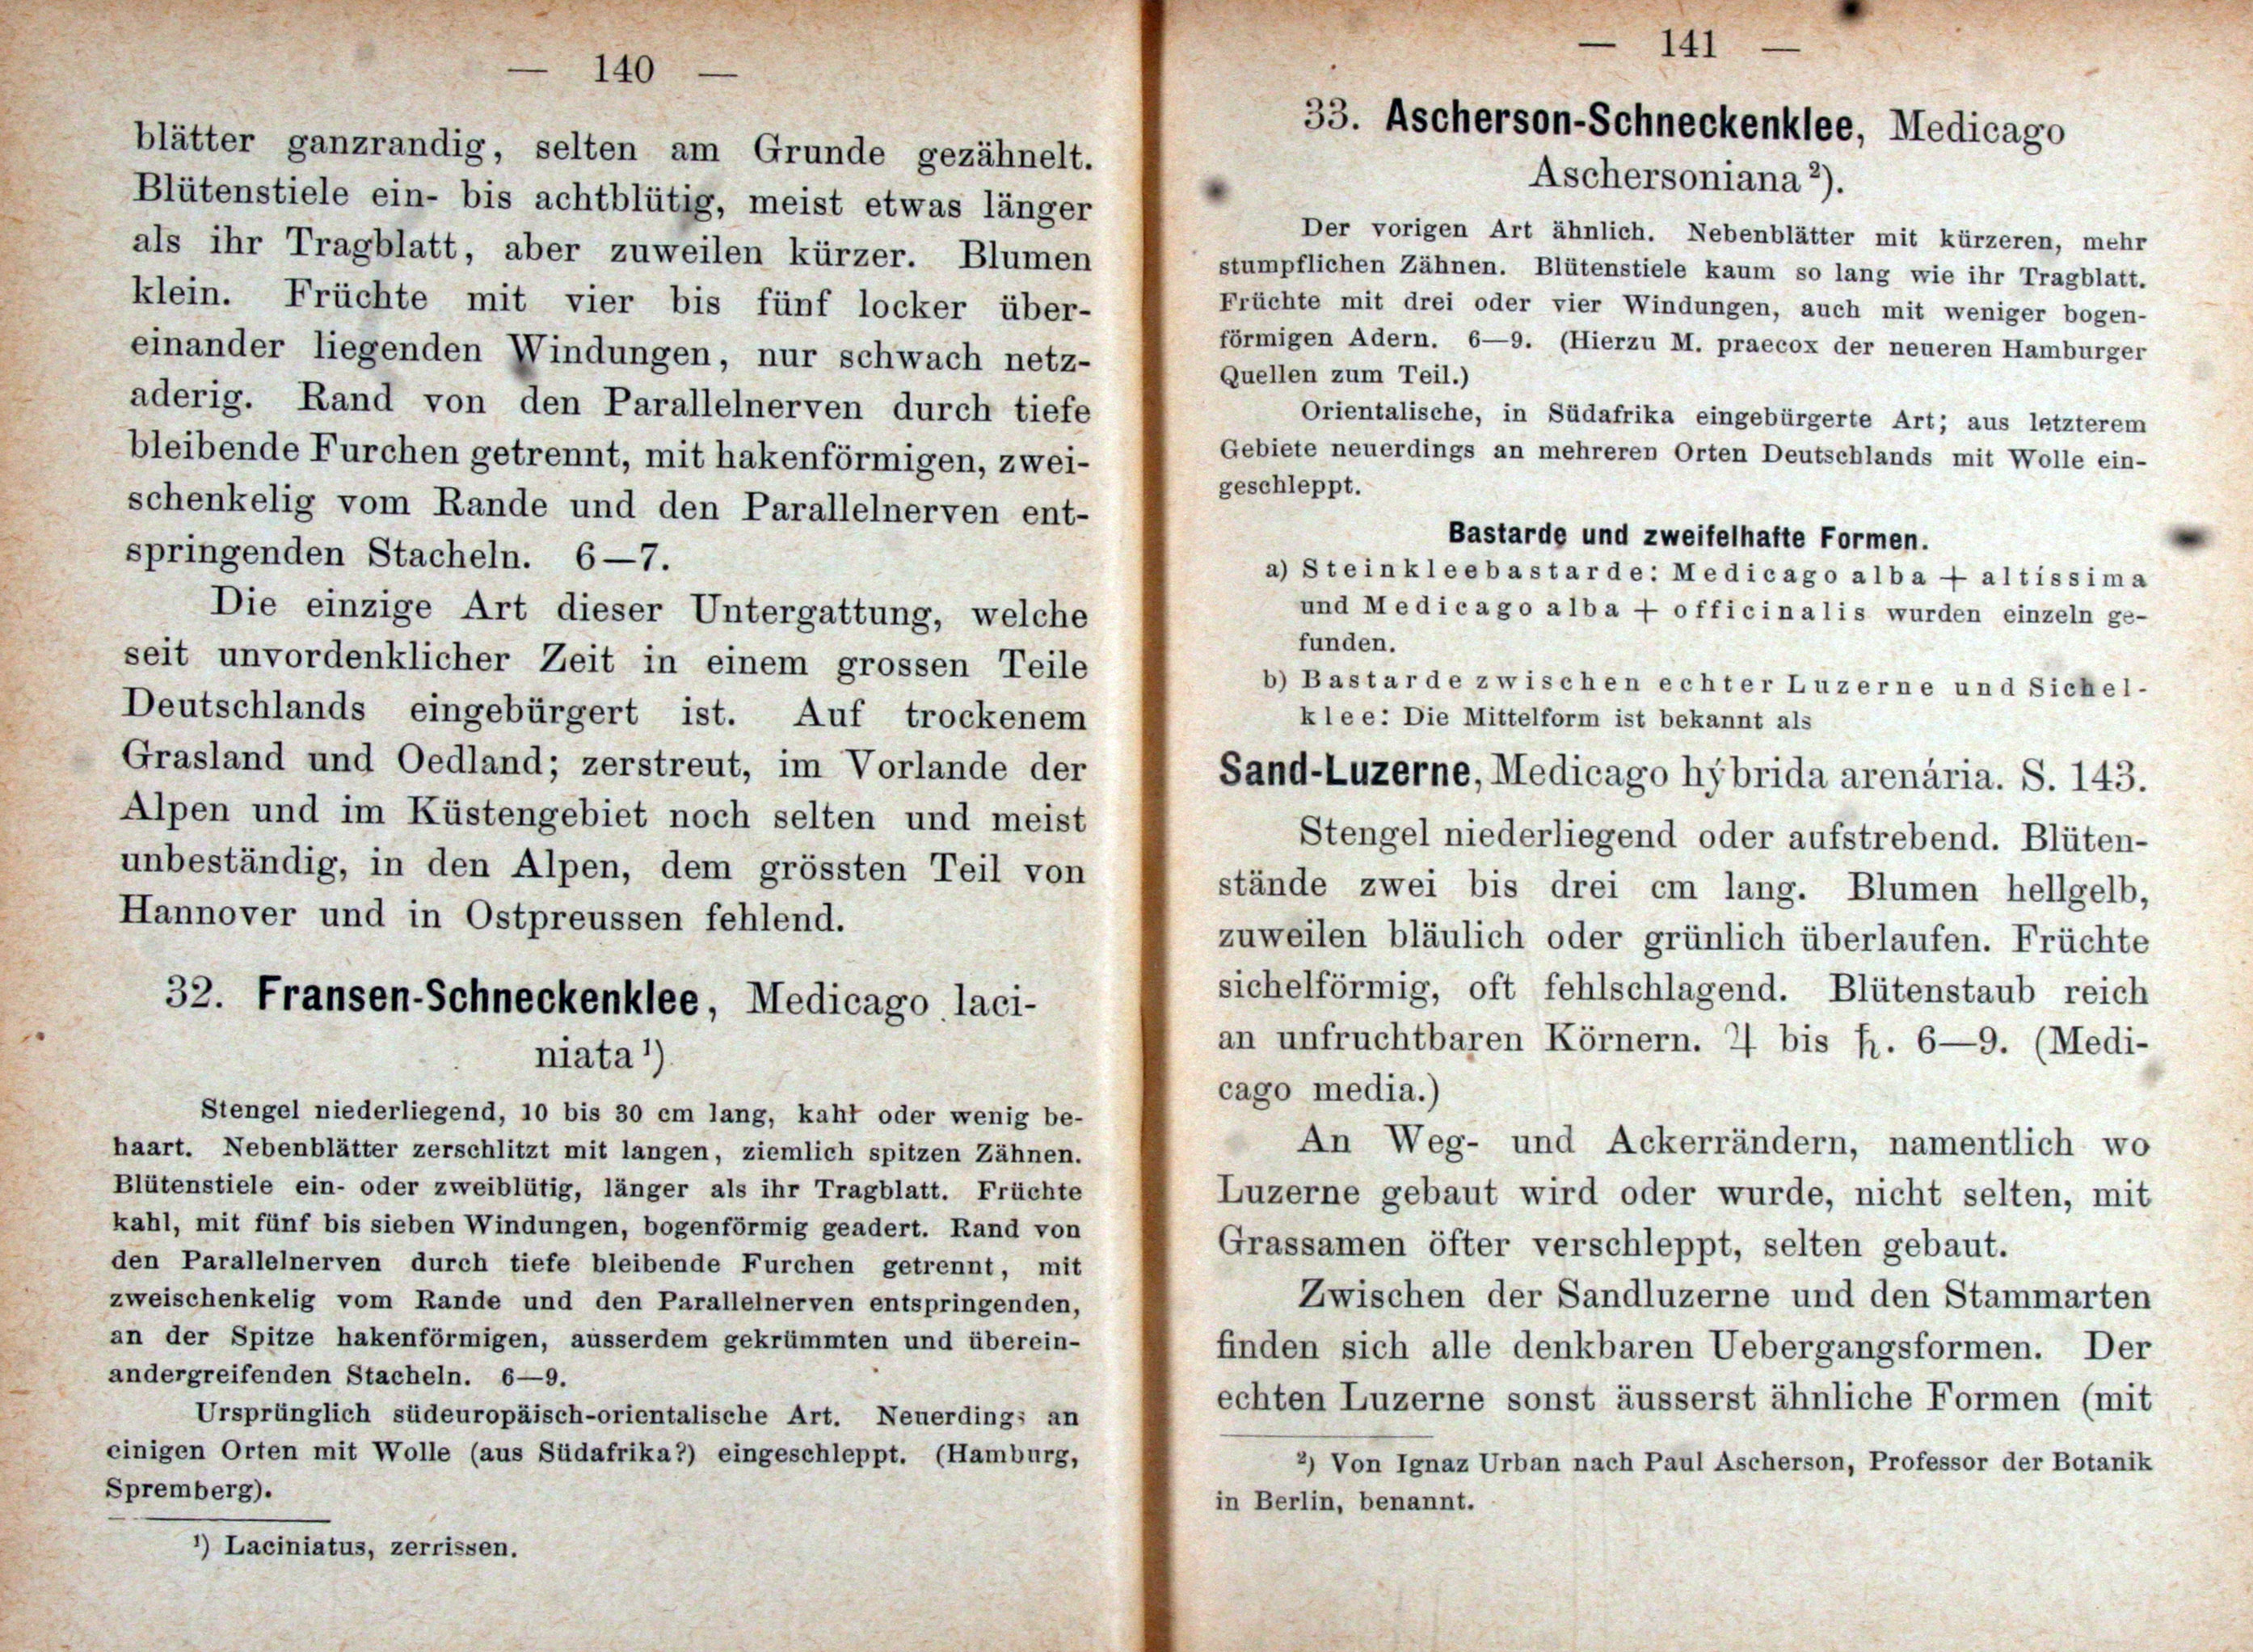 — 140 —
blätter ganzrandig, selten am Grunde gezähnelt.
Blütenstiele ein- bis achtblütig, meist etwas länger
als ihr Tragblatt, aber zuweilen kürzer. Blumen
klein. Früchte mit vier bis fünf locker über-
einander liegenden Windungen, nur schwach netz-
aderig. Rand von den Parallelnerven durch tiefe
bleibende Furchen getrennt, mit hakenförmigen, zwei-
schenkelig vom Rande und den Parallelnerven ent-
springenden Stacheln. 6—7.
Die einzige Art dieser Untergattung, welche
seit unvordenklicher Zeit in einem grossen Teile
Deutschlands eingebürgert ist. Auf trockenem
Grasland und Oedland; zerstreut, im Vorlande der
Alpen und im Küstengebiet noch selten und meist
unbeständig, in den Alpen, dem grössten Teil von
Hannover und in Ostpreussen fehlend.
32. Fransen-Schneckenklee, Medicago laci-
niata ¹)
Stengel niederliegend, 10 bis 30 cm lang, kahl oder wenig be-
haart. Nebenblätter zerschlitzt mit langen, ziemlich spitzen Zähnen.
Blütenstiele ein- oder zweiblütig, länger als ihr Tragblatt. Früchte
kahl, mit fünf bis sieben Windungen, bogenförmig geadert. Rand von
den Parallelnerven durch tiefe bleibende Furchen getrennt, mit
zweischenkelig vom Rande und den Parallelnerven entspringenden,
an der Spitze hakenförmigen, ausserdem gekrümmten und überein-
andergreifenden Stacheln. 6—9.
Ursprünglich südeuropäisch-orientalische Art. Neuerdings an
einigen Orten mit Wolle (aus Südafrika?) eingeschleppt. (Hamburg,
Spremberg).
¹) Laciniatus, zerrissen.
— 141 —
33. Ascherson-Schneckenklee, Medicago
Aschersoniana ²).
Der vorigen Art ähnlich. Nebenblätter mit kürzeren, mehr
stumpflichen Zähnen. Blütenstiele kaum so lang wie ihr Tragblatt.
Früchte mit drei oder vier Windungen, auch mit weniger bogen-
förmigen Adern. 6—9. (Hierzu M. praecox der neueren Hamburger
Quellen zum Teil.)
Orientalische, in Südafrika eingebürgerte Art; aus letzterem
Gebiete neuerdings an mehreren Orten Deutschlands mit Wolle ein-
geschleppt.
Bastarde und zweifelhafte Formen.
a) Steinkleebastarde: Medicago alba + altissima
und Medicago alba + officinalis wurden einzeln ge-
funden.
b) Bastarde zwischen echter Luzerne und Sichel-
klee: Die Mittelform ist bekannt als
Sand-Luzerne, Medicago hýbrida arenária. S. 143.
Stengel niederliegend oder aufstrebend. Blüten-
stände zwei bis drei cm lang. Blumen hellgelb,
zuweilen bläulich oder grünlich überlaufen. Früchte
sichelförmig, oft fehlschlagend. Blütenstaub reich
an unfruchtbaren Körnern. ♃ bis ♄. 6—9. (Medi-
cago media.)
An Weg- und Ackerrändern, namentlich wo
Luzerne gebaut wird oder wurde, nicht selten, mit
Grassamen öfter verschleppt, selten gebaut.
Zwischen der Sandluzerne und den Stammarten
finden sich alle denkbaren Uebergangsformen. Der
echten Luzerne sonst äusserst ähnliche Formen (mit
²) Von Ignaz Urban nach Paul Ascherson, Professor der Botanik
in Berlin, benannt.